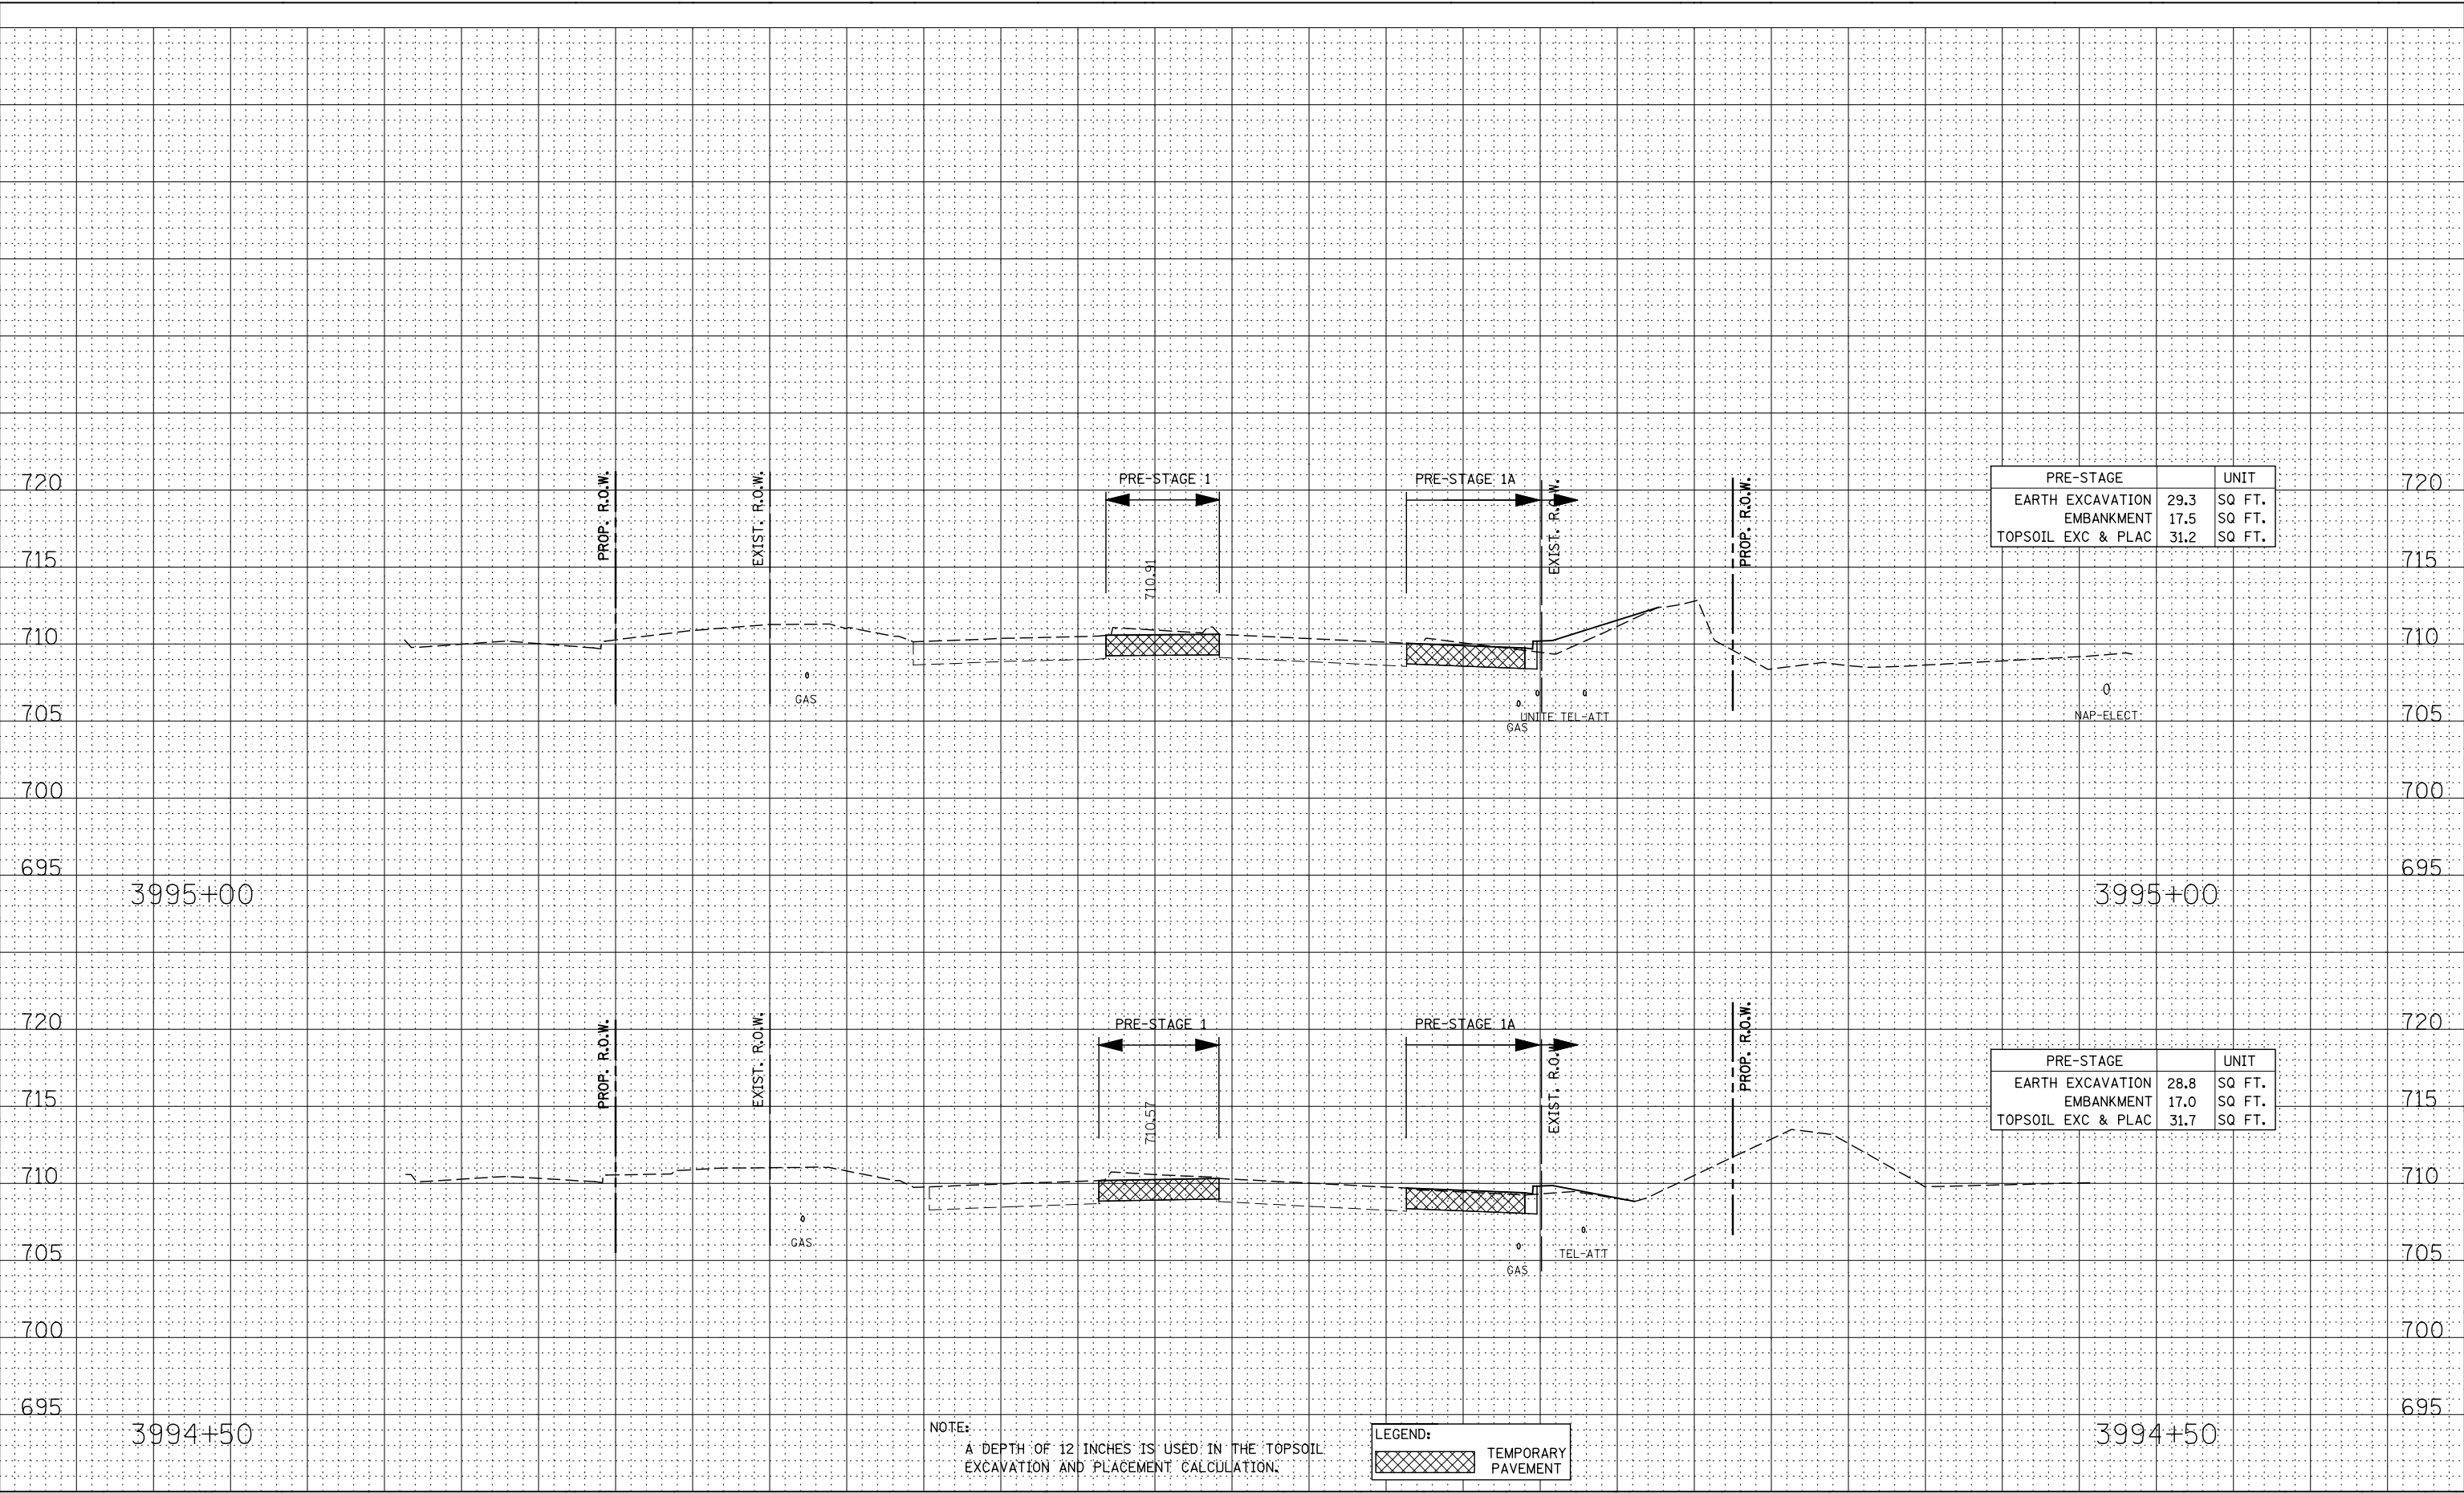 PRE-STAGE 1
PRE-STAGE 1A
PRE-STAGE UNIT
720
PROP. R.O.W.
EXIST. R.O.W.
EXIST. R.O.W.
PROP. R.O.W.
720
EARTH EXCAVATION 29.3 SQ FT.
EMBANKMENT 17.5 SQ FT.
TOPSOIL EXC & PLAC 31.2 SQ FT.
715
710.91
715
710
710
GAS
705
UNITE TEL-ATT
NAP-ELECT
705
GAS
700
700
695
695
3995+00
3995+00
720
PROP. R.O.W.
EXIST. R.O.W.
PRE-STAGE 1
PRE-STAGE 1A
EXIST. R.O.W.
PROP. R.O.W.
720
PRE-STAGE UNIT
EARTH EXCAVATION 28.8 SQ FT.
EMBANKMENT 17.0 SQ FT.
TOPSOIL EXC & PLAC 31.7 SQ FT.
715
710.57
715
710
710
GAS
705
TEL-ATT
705
GAS
700
700
695
695
3994+50
3994+50
NOTE:
A DEPTH OF 12 INCHES IS USED IN THE TOPSOIL
EXCAVATION AND PLACEMENT CALCULATION.
LEGEND:
TEMPORARY
PAVEMENT